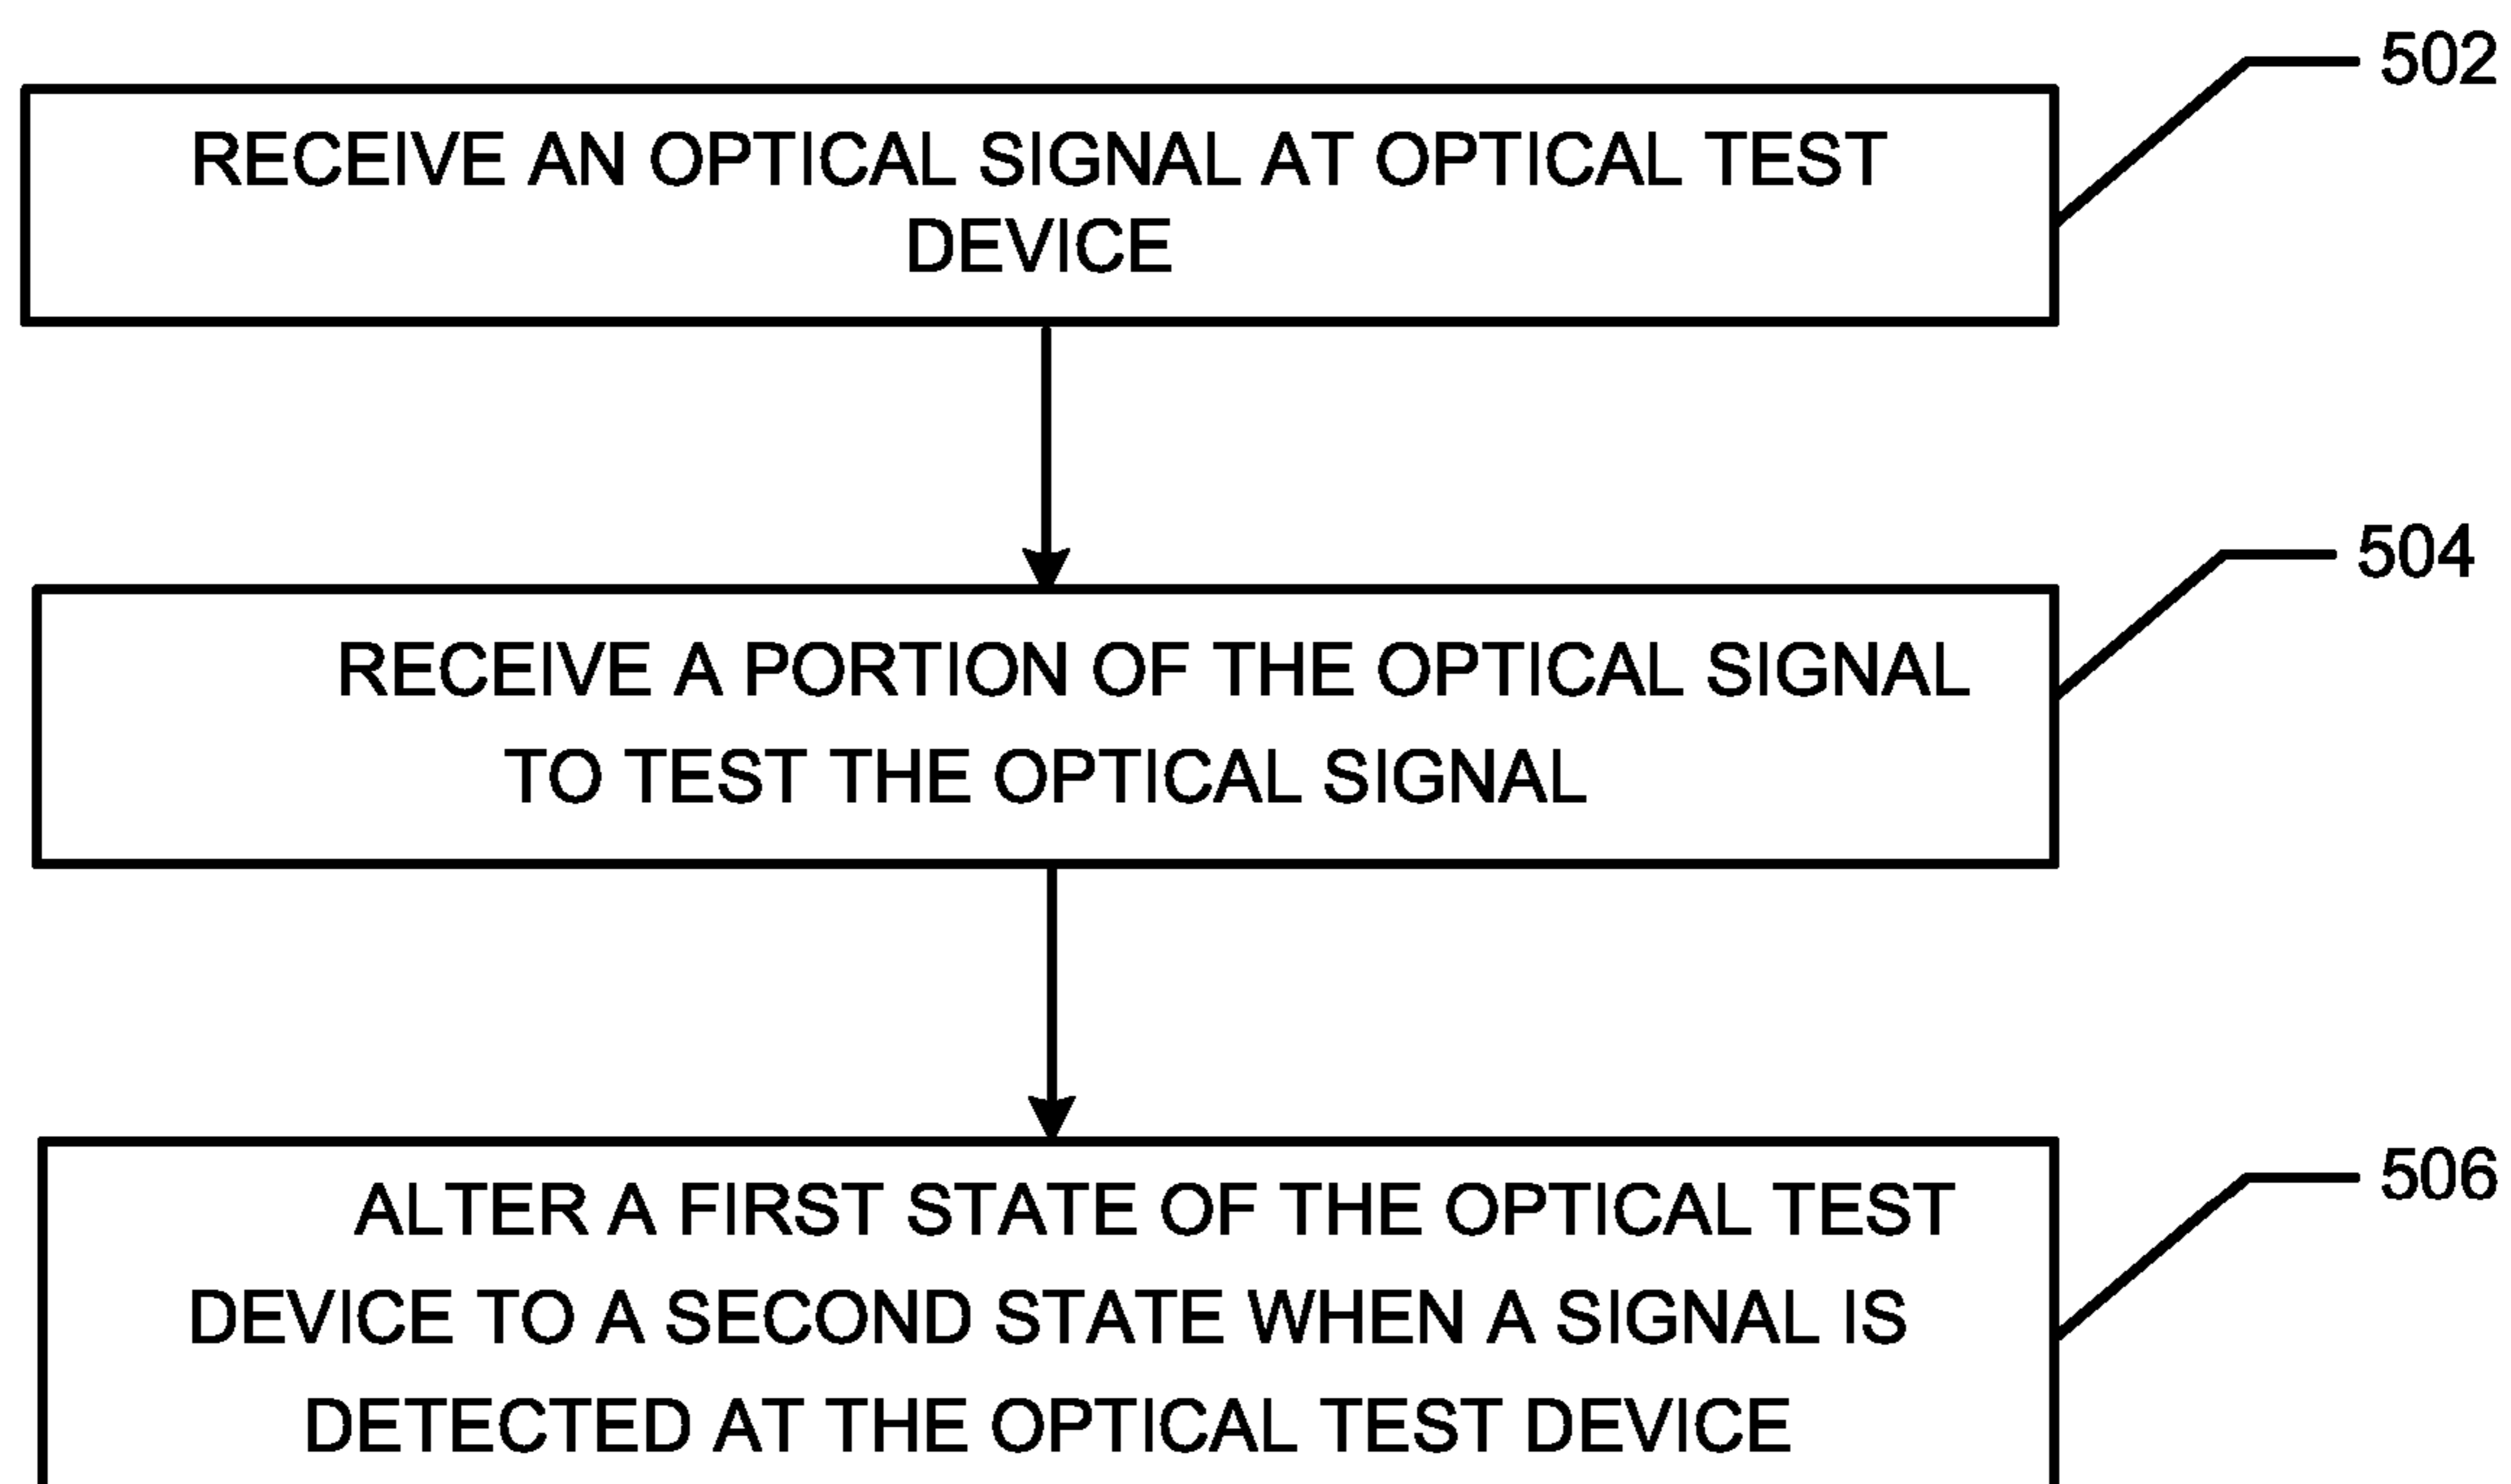 502
RECEIVE AN OPTICAL SIGNAL AT OPTICAL TEST
DEVICE
504
RECEIVE A PORTION OF THE OPTICAL SIGNAL
TO TEST THE OPTICAL SIGNAL
506
ALTER A FIRST STATE OF THE OPTICAL TEST
DEVICE TO A SECOND STATE WHEN A SIGNAL IS
DETECTED AT THE OPTICAL TEST DEVICE